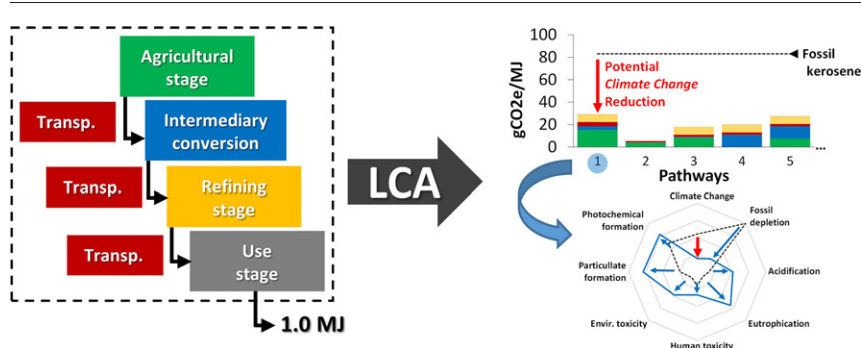 Agricultural
stage
Transp.
Intermediary
conversion
Transp.
Refining
stage
Transp.
Use
stage
1.0 MJ
LCA
gCO2e/MJ
100
80
60
40
20
0
Potential
Climate Change
Reduction
Fossil
kerosene
1 2 3 4 5 ...
Pathways
Climate Change
Photochemical
formation
Fossil
depletion
Particullate
formation
Acidification
Envir. toxicity
Eutrophication
Human toxicity